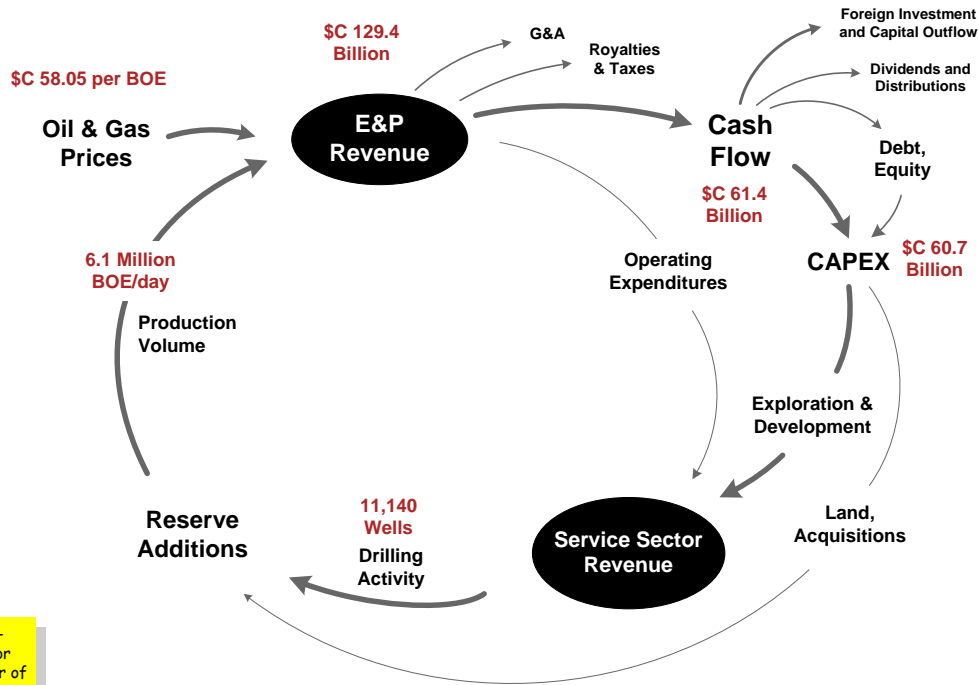 Foreign Investment
and Capital Outflow
$C 129.4
Billion
G&A
Royalties
& Taxes
$C 58.05 per BOE
Dividends and
Distributions
Oil & Gas
Prices
E&P
Revenue
Cash
Flow
Debt,
Equity
$C 61.4
Billion
6.1 Million
BOE/day
Operating
Expenditures
CAPEX
$C 60.7
Billion
Production
Volume
Exploration &
Development
Reserve
Additions
11,140
Wells
Drilling
Activity
Service Sector
Revenue
Land,
Acquisitions
or
r of